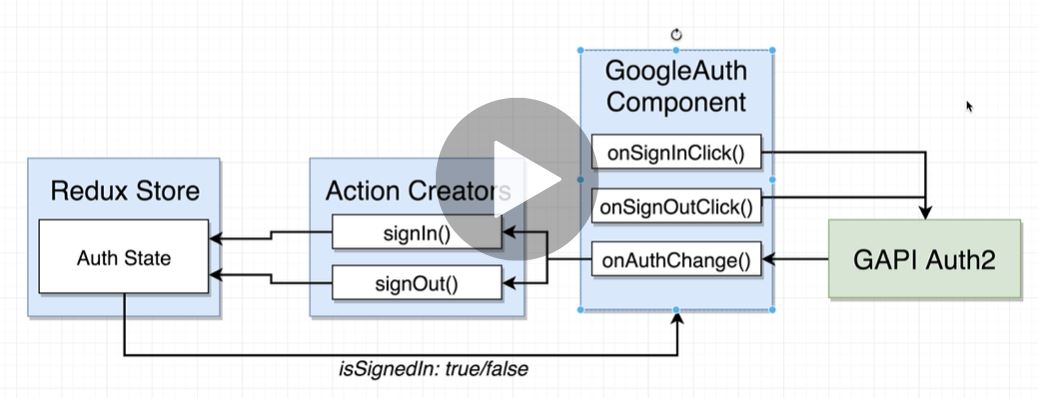 GoogleAuth
Component
onSignInClick()
onSignOutClick()
onAuthChange()
Redux Store
Auth State
Action Creators
signIn()
signOut()
GAPI Auth2
isSignedIn: true/false